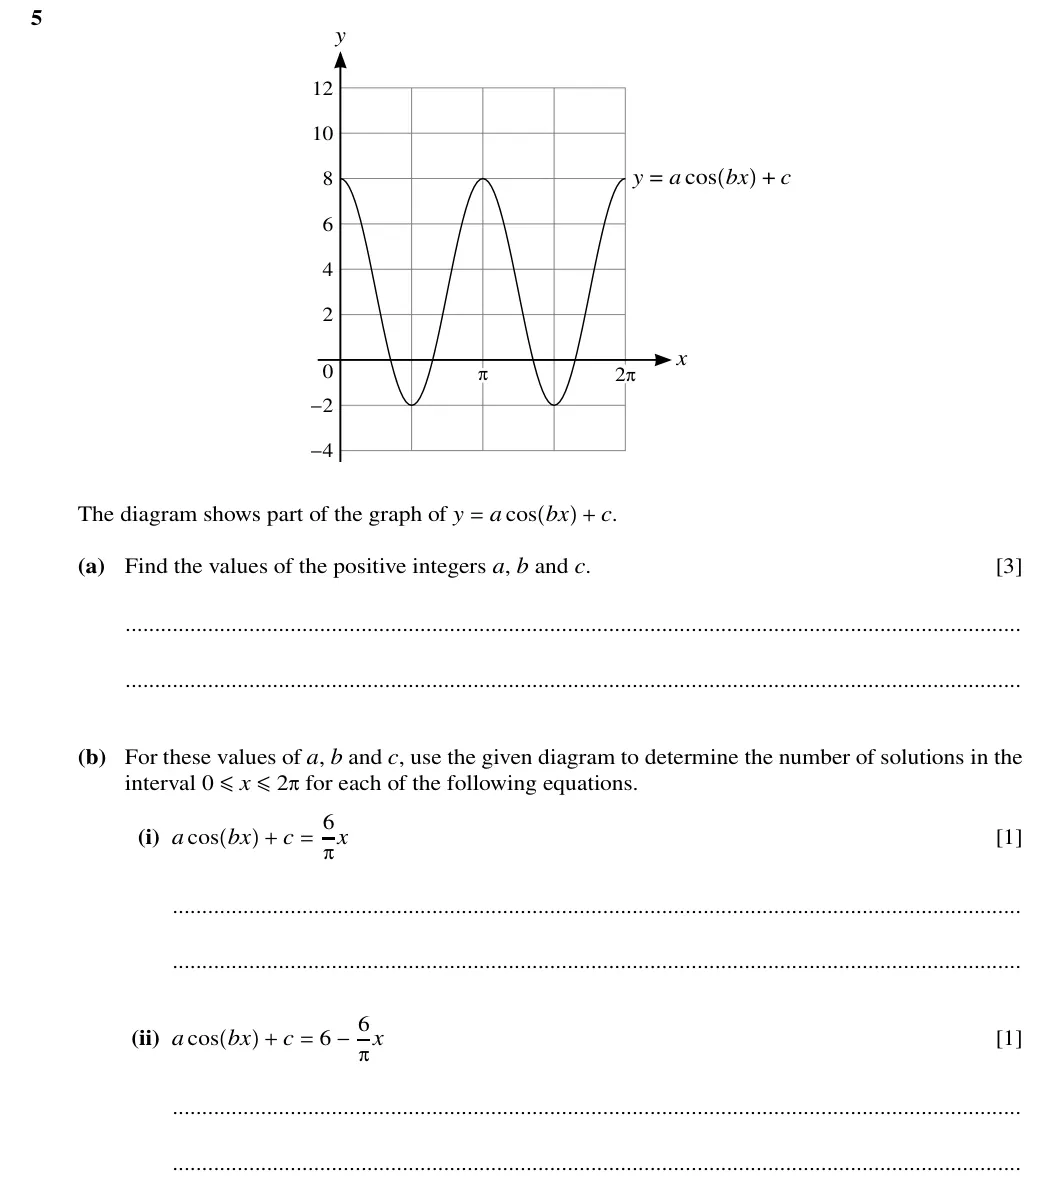 5
y
12
10
8
y = a cos(bx) + c
6
4
2
x
0
π
2π
−2
−4
The diagram shows part of the graph of y = a cos(bx) + c.
(a) Find the values of the positive integers a, b and c. [3]
(b) For these values of a, b and c, use the given diagram to determine the number of solutions in the
interval 0 ⩽ x ⩽ 2π for each of the following equations.
(i) a cos(bx) + c = 6/π x [1]
(ii) a cos(bx) + c = 6 − 6/π x [1]